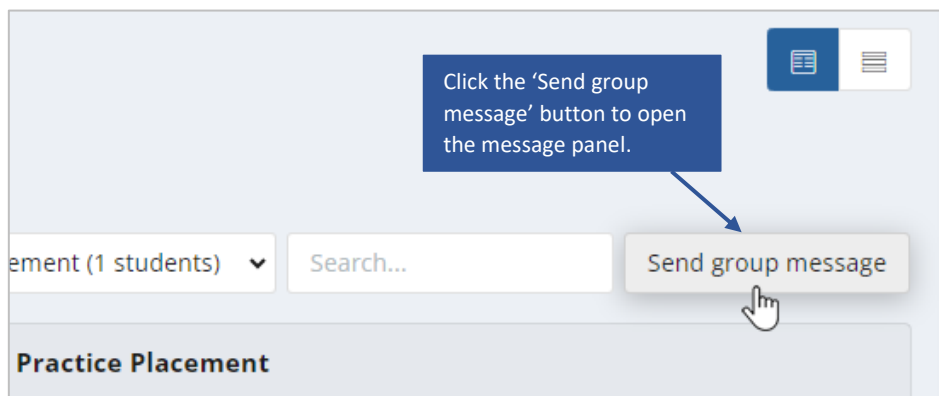 Click the ‘Send group
message’ button to open
the message panel.
ement (1 students)
Search...
Send group message
Practice Placement